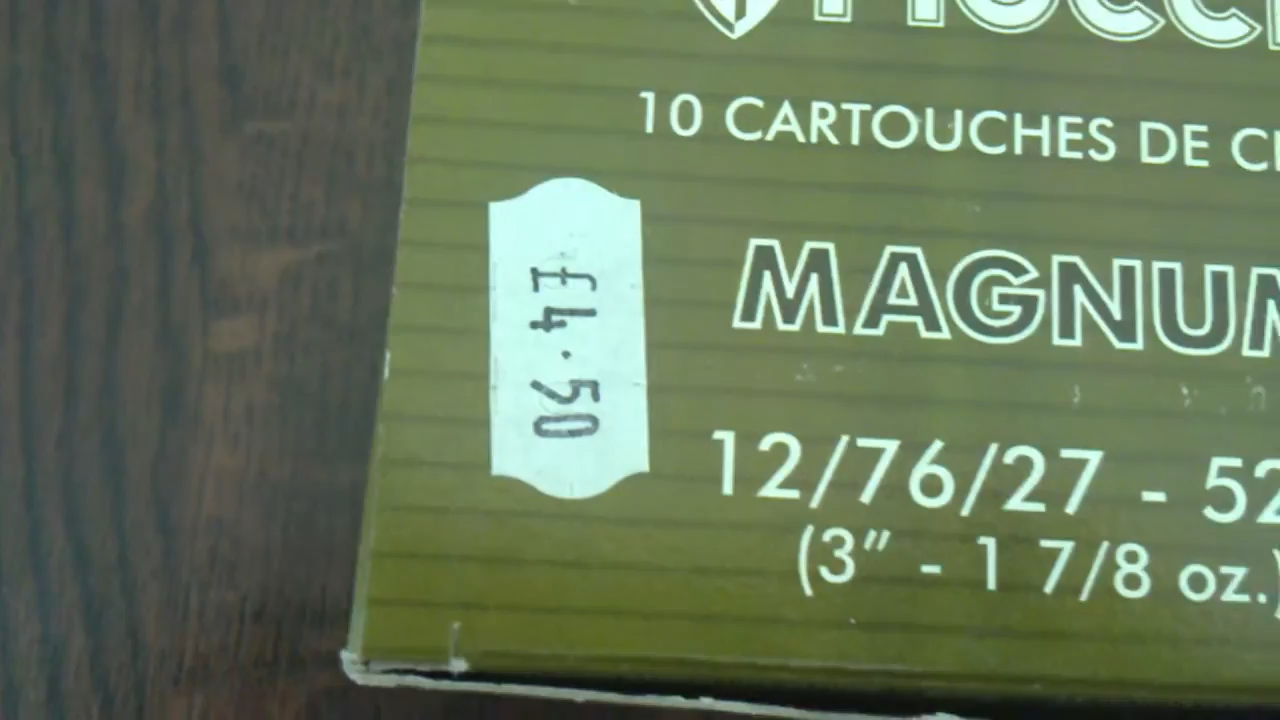 10 CARTOUCHES DE
£4.50
MAGNUM
12/76/27 - 52
(3" - 1 7/8 oz.)